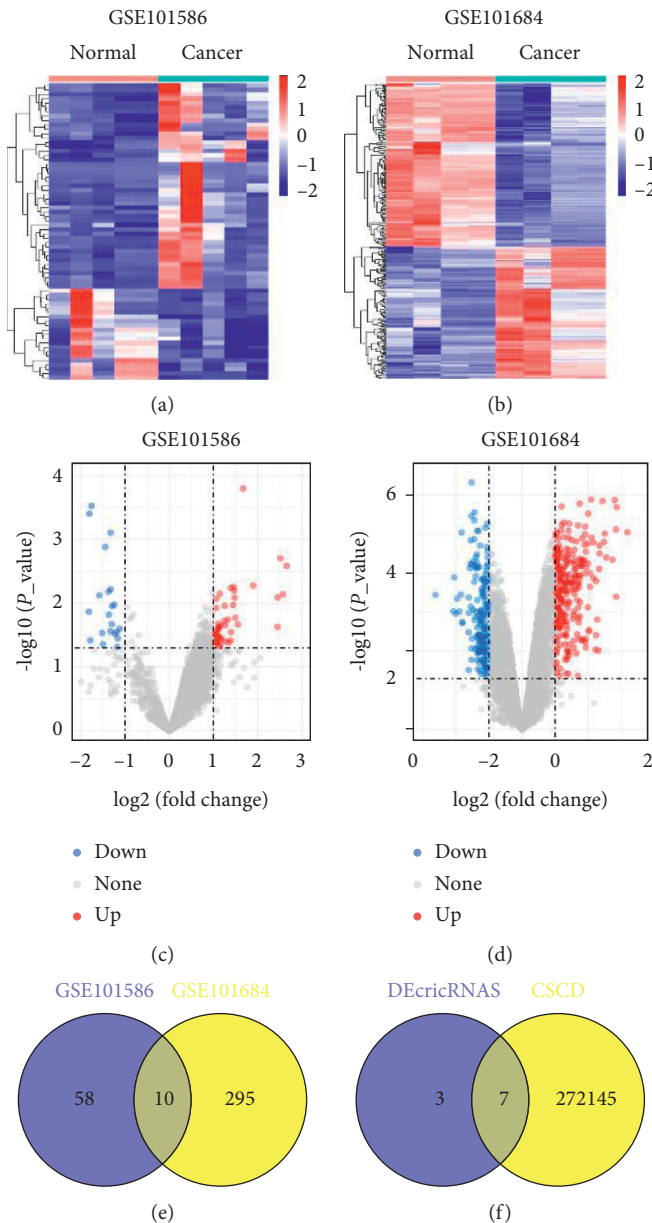 GSE101586
Normal Cancer
2
1
0
−1
−2
(a)
GSE101684
Normal Cancer
2
1
0
−1
−2
(b)
GSE101586
-log10 (P_value)
4
3
2
1
0
−2 −1 0 1 2 3
log2 (fold change)
Down
None
Up
(c)
GSE101684
-log10 (P_value)
6
4
2
0 −2 0 2
log2 (fold change)
Down
None
Up
(d)
GSE101586 GSE101684
58 10 295
(e)
DEcricRNAS CSCD
3 7 272145
(f)